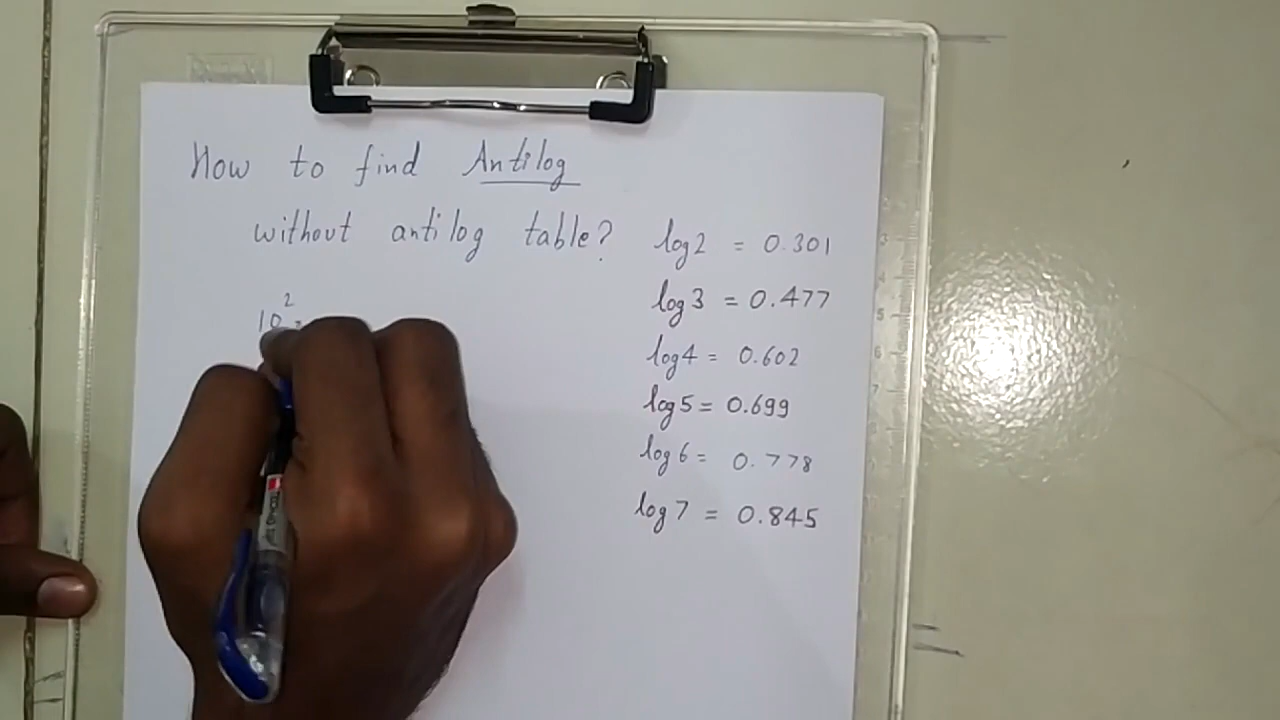 How to find Antilog
without antilog table?
log2 = 0.301
log3 = 0.477
log4 = 0.602
log5 = 0.699
log6 = 0.778
log7 = 0.845
10²